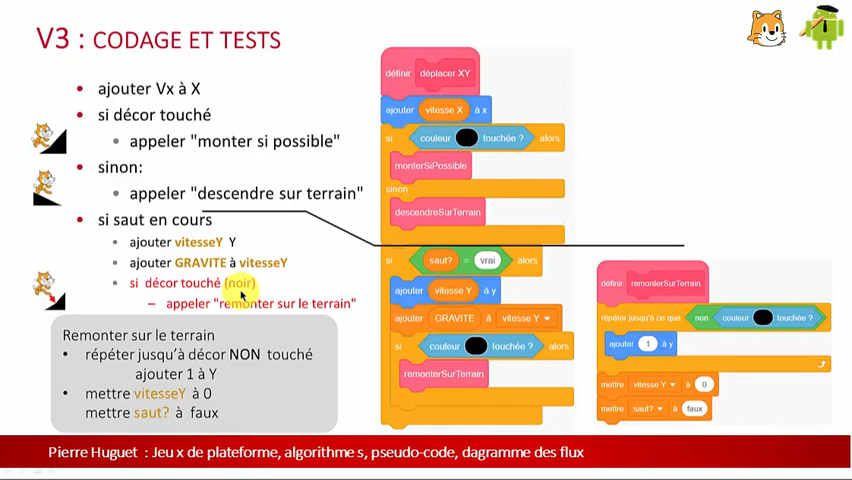 V3 : CODAGE ET TESTS
• ajouter Vx à X
• si décor touché
• appeler "monter si possible"
• sinon:
• appeler "descendre sur terrain"
• si saut en cours
• ajouter vitesseY Y
• ajouter GRAVITE à vitesseY
• si décor touché (noir)
– appeler "remonter sur le terrain"
Remonter sur le terrain
• répéter jusqu'à décor NON touché
ajouter 1 à Y
• mettre vitesseY à 0
mettre saut? à faux
définir déplacer XY
ajouter vitesse X à x
si couleur touchée ? alors
monterSiPossible
sinon
descendreSurTerrain
si saut? = vrai alors
ajouter vitesse Y à y
ajouter GRAVITE à vitesse Y
si couleur touchée ? alors
remonterSurTerrain
définir remonterSurTerrain
répéter jusqu'à ce que non couleur touchée ?
ajouter 1 à y
mettre vitesse Y à 0
mettre saut? à faux
Pierre Huguet : Jeu x de plateforme, algorithme s, pseudo-code, dagramme des flux